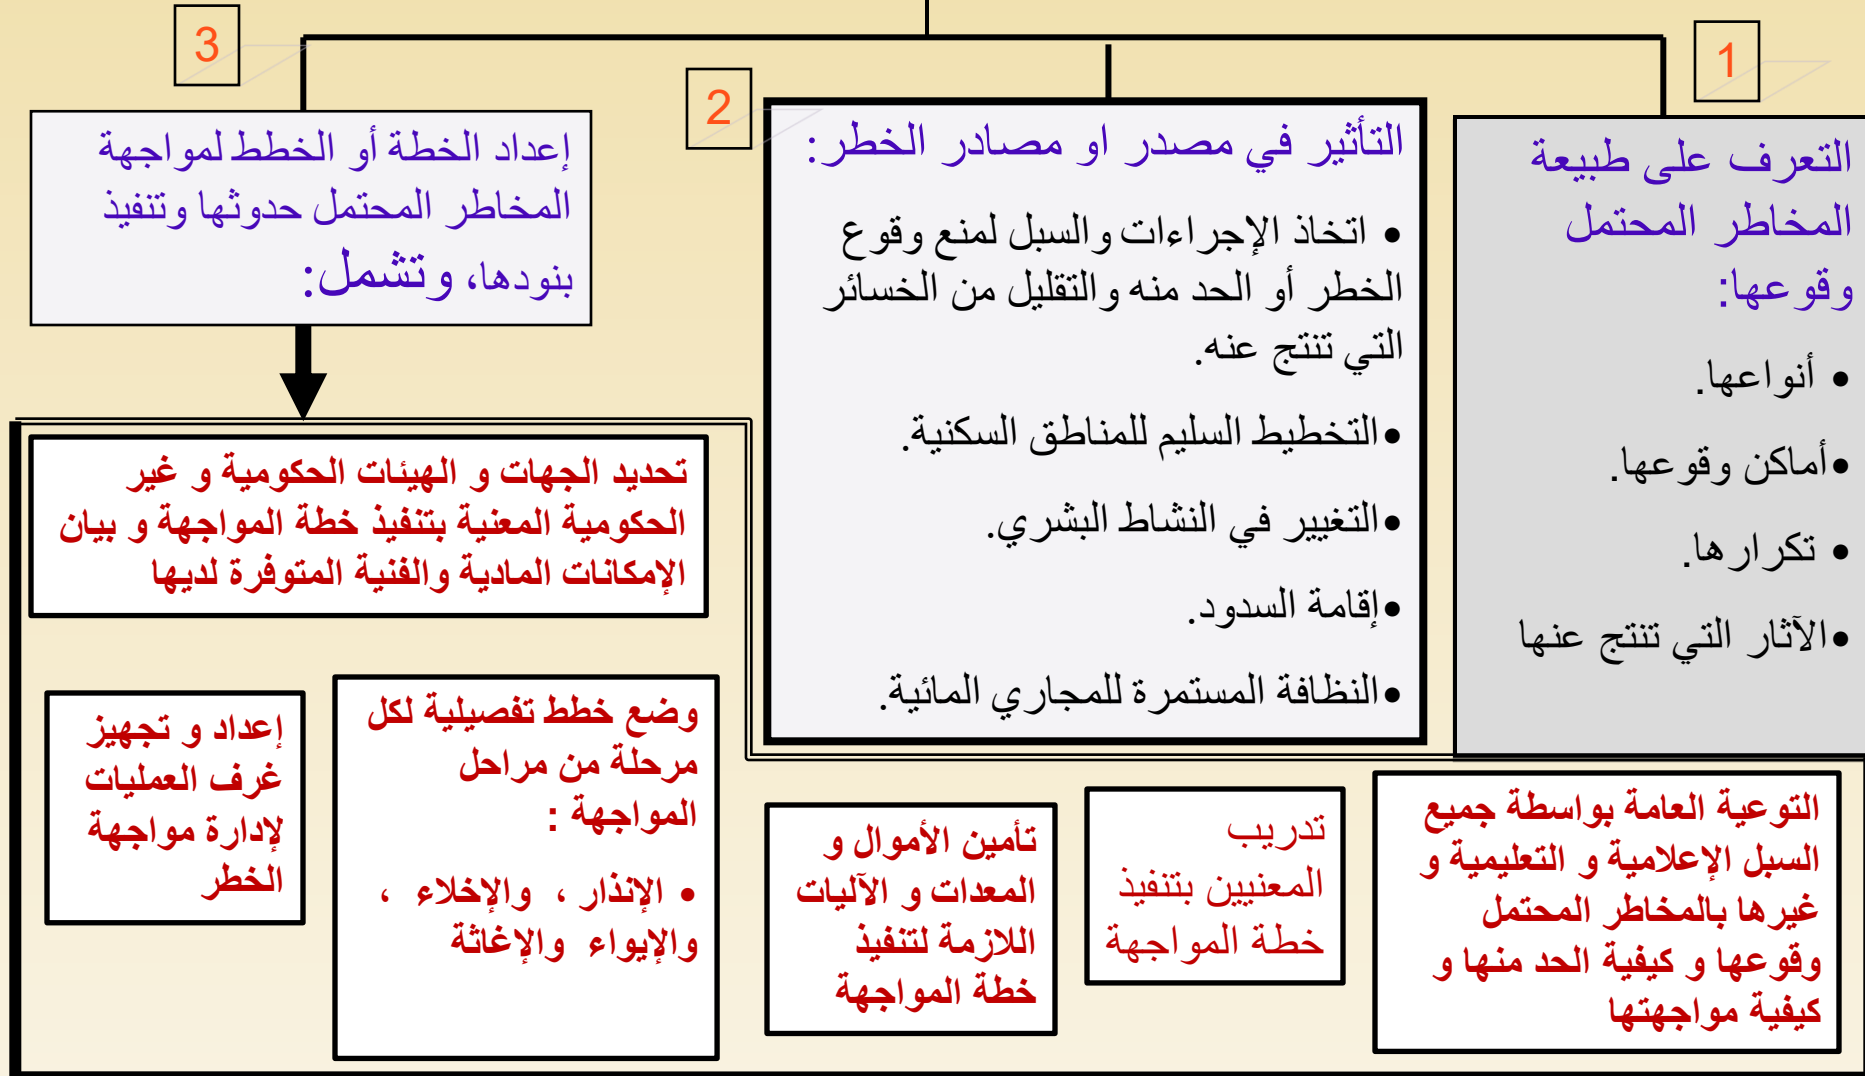 1
التعرف على طبيعة
المخاطر المحتمل
وقوعها:
• أنواعها.
•أماكن وقوعها.
• تكرارها.
•الآثار التي تنتج عنها
2
التأثير في مصدر او مصادر الخطر:
• اتخاذ الإجراءات والسبل لمنع وقوع
الخطر أو الحد منه والتقليل من الخسائر
التي تنتج عنه.
•التخطيط السليم للمناطق السكنية.
•التغيير في النشاط البشري.
•إقامة السدود.
•النظافة المستمرة للمجاري المائية.
3
إعداد الخطة أو الخطط لمواجهة
المخاطر المحتمل حدوثها وتنفيذ
بنودها، وتشمل:
تحديد الجهات و الهيئات الحكومية و غير
الحكومية المعنية بتنفيذ خطة المواجهة و بيان
الإمكانات المادية والفنية المتوفرة لديها
وضع خطط تفصيلية لكل
مرحلة من مراحل
المواجهة :
• الإنذار ، والإخلاء ،
والإيواء والإغاثة
إعداد و تجهيز
غرف العمليات
لإدارة مواجهة
الخطر
التوعية العامة بواسطة جميع
السبل الإعلامية و التعليمية و
غيرها بالمخاطر المحتمل
وقوعها و كيفية الحد منها و
كيفية مواجهتها
تدريب
المعنيين بتنفيذ
خطة المواجهة
تأمين الأموال و
المعدات و الآليات
اللازمة لتنفيذ
خطة المواجهة